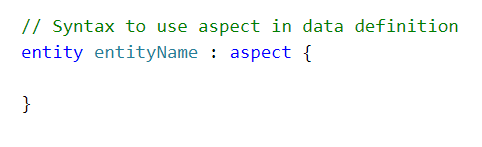 // Syntax to use aspect in data definition
entity entityName : aspect {
}